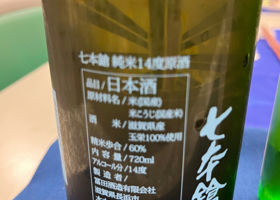 七本鎗 純米14度原酒
品目 日本酒
原材料名 / 米(国産)
米こうじ(国産米)
酒 米 / 滋賀県産
玉栄100%使用
精米歩合 / 60%
内容量 / 720ml
アルコール分 / 14度
製造者 /
冨田酒造有限会社
滋賀県長浜市
七本鎗